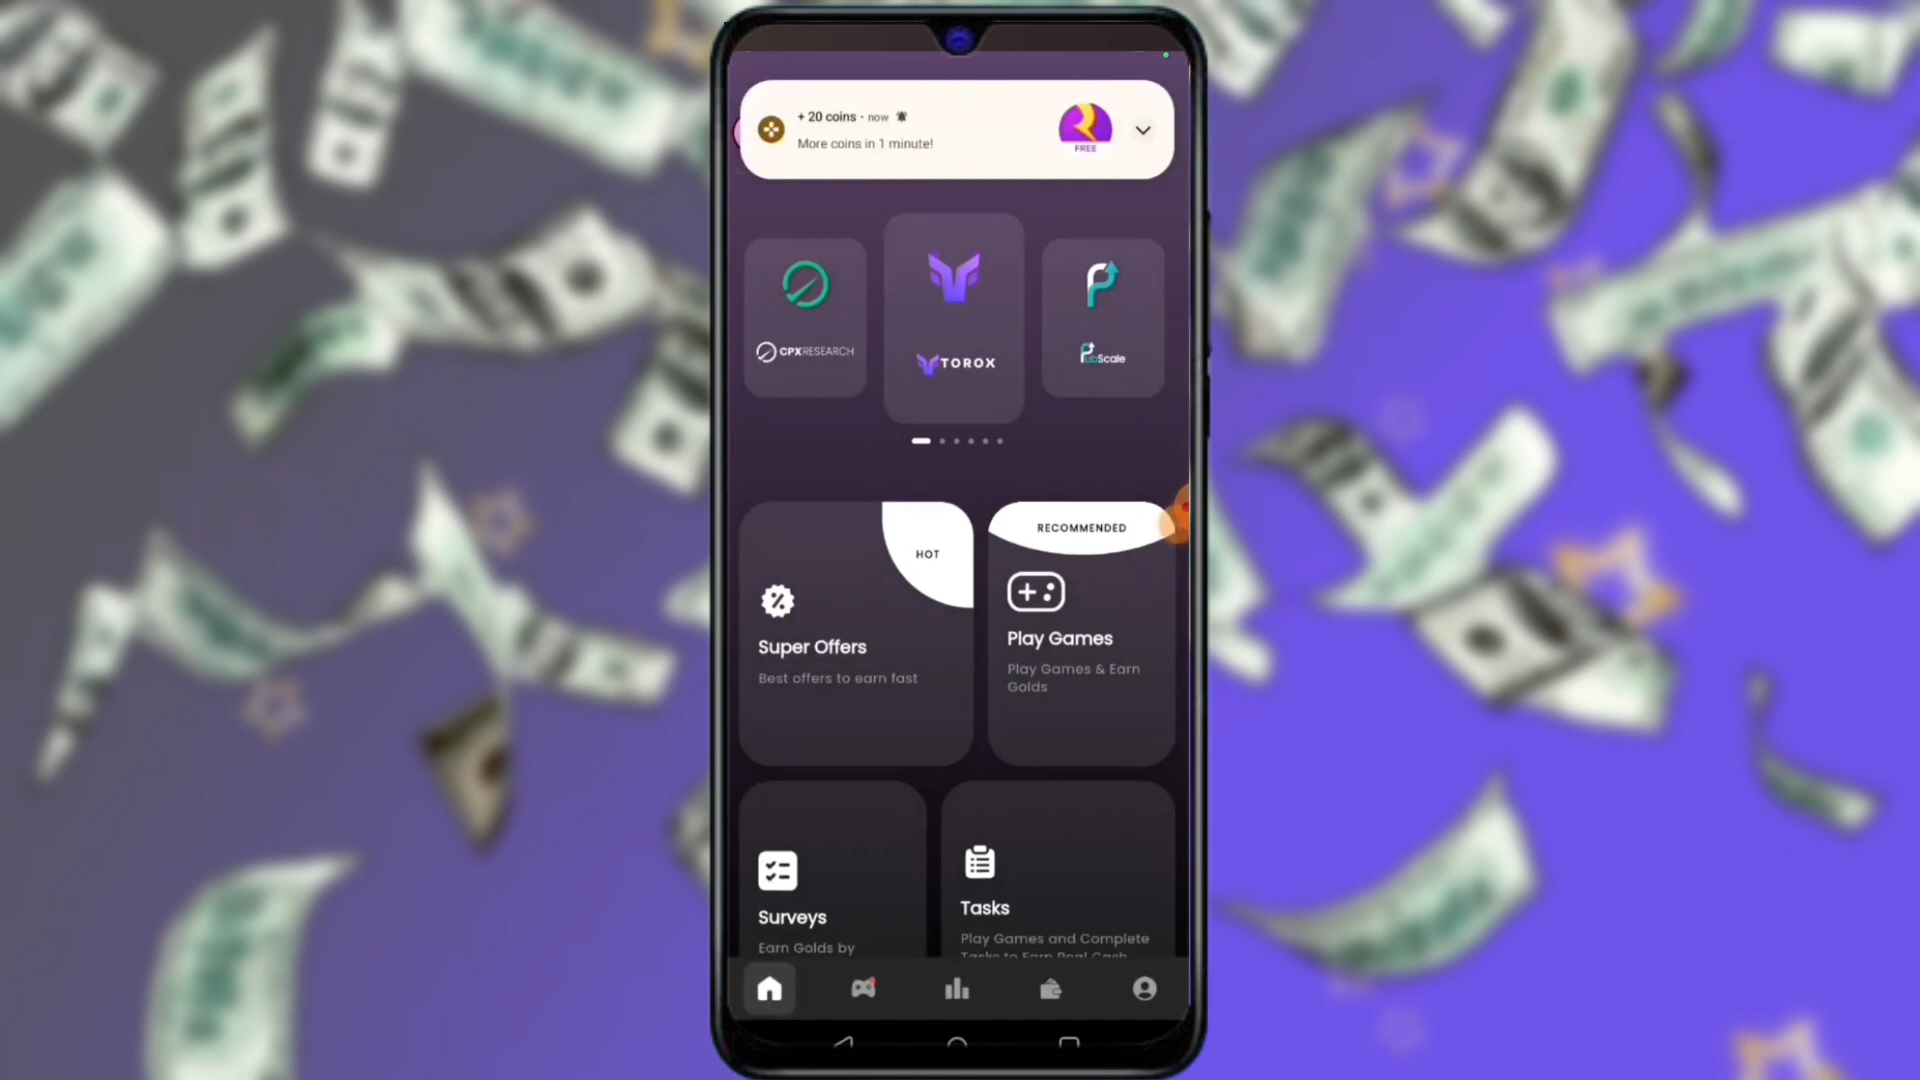 + 20 coins · now
More coins in 1 minute!
FREE
CPXRESEARCH
TOROX
PubScale
HOT
RECOMMENDED
Super Offers
Best offers to earn fast
Play Games
Play Games & Earn
Golds
Surveys
Earn Golds by
Tasks
Play Games and Complete
Tasks to Earn Real Cash